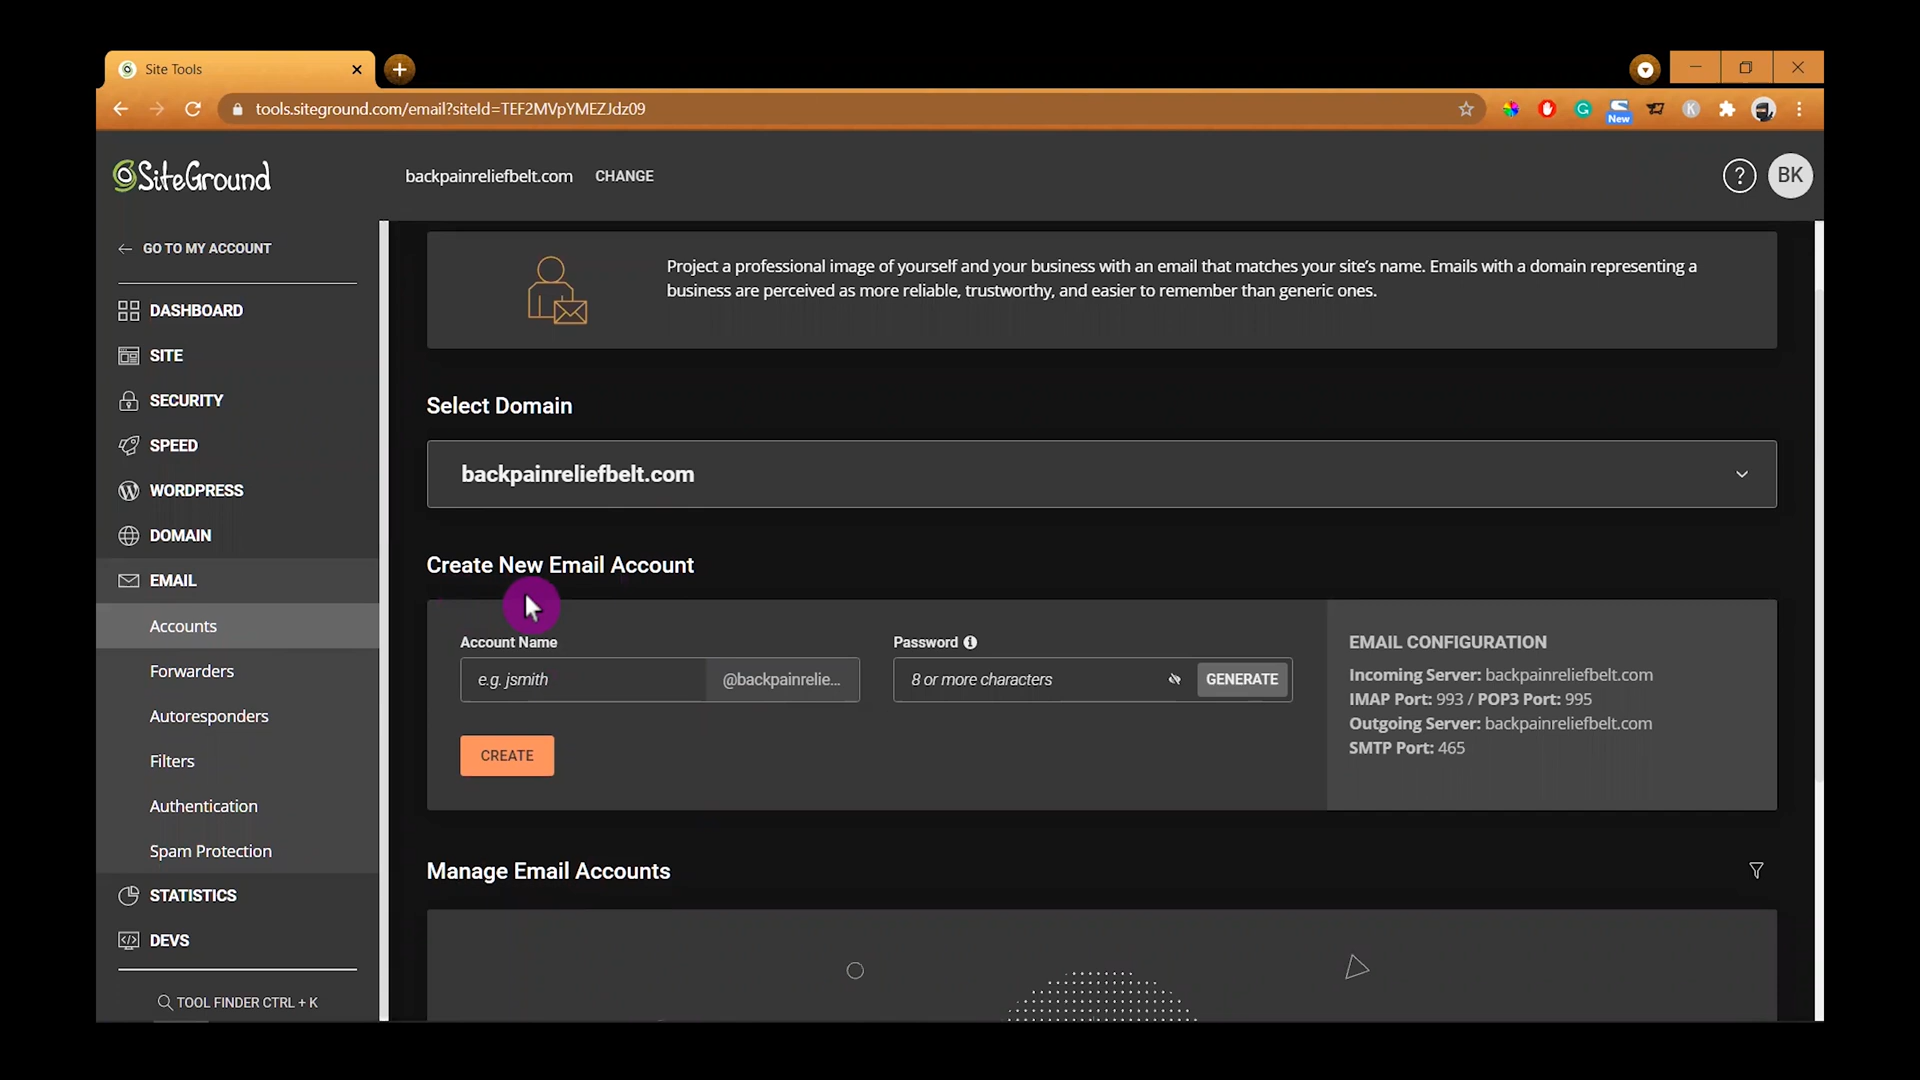 Site Tools
tools.siteground.com/email?siteId=TEF2MVpYMEZJdz09
New
K
SiteGround
backpainreliefbelt.com CHANGE
?
BK
GO TO MY ACCOUNT
DASHBOARD
SITE
SECURITY
SPEED
WORDPRESS
DOMAIN
EMAIL
Accounts
Forwarders
Autoresponders
Filters
Authentication
Spam Protection
STATISTICS
DEVS
TOOL FINDER CTRL + K
Project a professional image of yourself and your business with an email that matches your site's name. Emails with a domain representing a
business are perceived as more reliable, trustworthy, and easier to remember than generic ones.
Select Domain
backpainreliefbelt.com
Create New Email Account
Account Name
e.g. jsmith
@backpainrelie...
Password
8 or more characters
GENERATE
CREATE
EMAIL CONFIGURATION
Incoming Server: backpainreliefbelt.com
IMAP Port: 993 / POP3 Port: 995
Outgoing Server: backpainreliefbelt.com
SMTP Port: 465
Manage Email Accounts